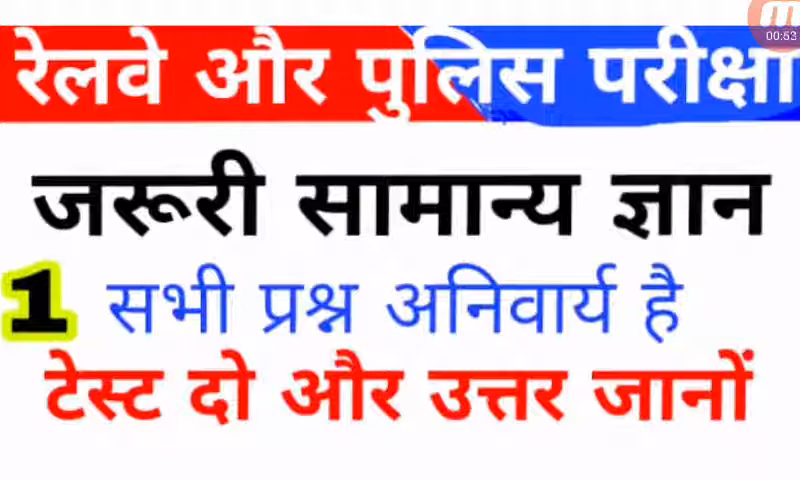 00:53
रेलवे और पुलिस परीक्षा
जरूरी सामान्य ज्ञान
1 सभी प्रश्न अनिवार्य है
टेस्ट दो और उत्तर जानों